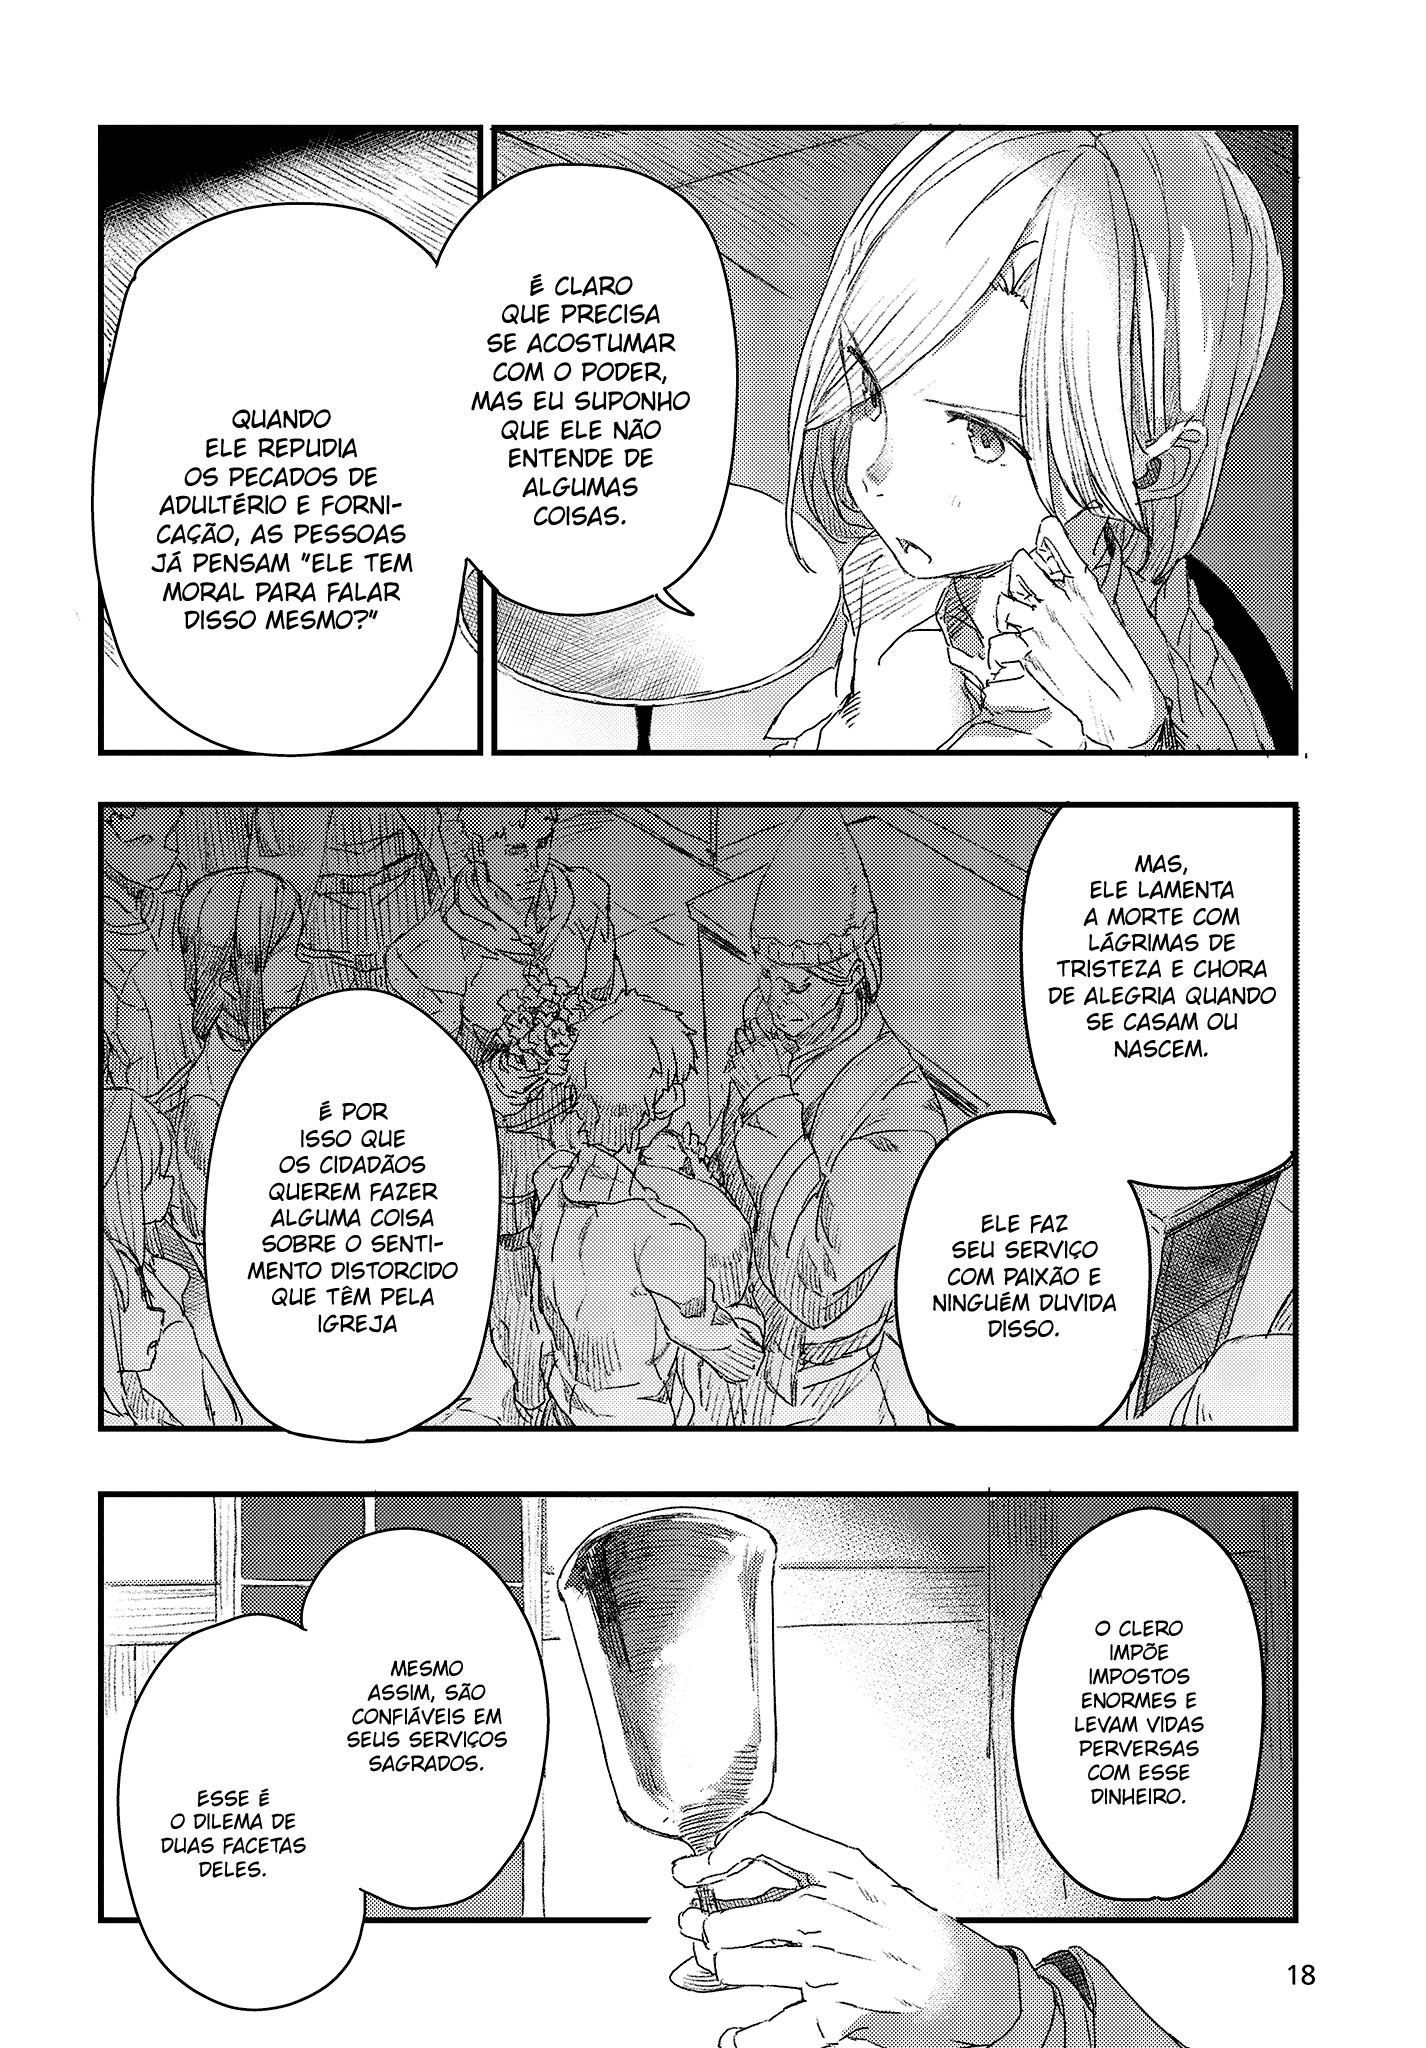 É CLARO
QUE PRECISA
SE ACOSTUMAR
COM O PODER,
MAS EU SUPONHO
QUE ELE NÃO
ENTENDE DE
ALGUMAS
COISAS.
QUANDO
ELE REPUDIA
OS PECADOS DE
ADULTÉRIO E FORNI-
CAÇÃO, AS PESSOAS
JÁ PENSAM "ELE TEM
MORAL PARA FALAR
DISSO MESMO?"
MAS,
ELE LAMENTA
A MORTE COM
LÁGRIMAS DE
TRISTEZA E CHORA
DE ALEGRIA QUANDO
SE CASAM OU
NASCEM.
ELE FAZ
SEU SERVIÇO
COM PAIXÃO E
NINGUÉM DUVIDA
DISSO.
É POR
ISSO QUE
OS CIDADÃOS
QUEREM FAZER
ALGUMA COISA
SOBRE O SENTI-
MENTO DISTORCIDO
QUE TÊM PELA
IGREJA
O CLERO
IMPÕE
IMPOSTOS
ENORMES E
LEVAM VIDAS
PERVERSAS
COM ESSE
DINHEIRO.
MESMO
ASSIM, SÃO
CONFIÁVEIS EM
SEUS SERVIÇOS
SAGRADOS.
ESSE É
O DILEMA DE
DUAS FACETAS
DELES.
18